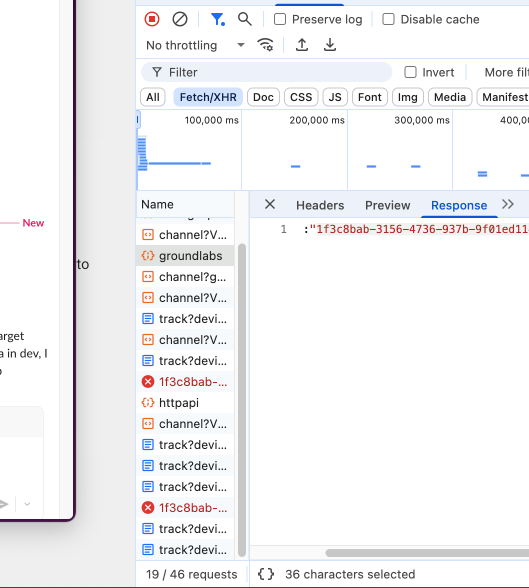 Preserve log
Disable cache
No throttling
Filter
Invert
More filt
All
Fetch/XHR
Doc
CSS
JS
Font
Img
Media
Manifest
100,000 ms
200,000 ms
300,000 ms
400,00
New
to
arget
a in dev, I
Name
Headers
Preview
Response
1 :"1f3c8bab-3156-4736-937b-9f01ed11
channel?V...
groundlabs
channel?g...
channel?V...
track?devi...
channel?V...
track?devi...
1f3c8bab-...
httpapi
channel?V...
track?devi...
track?devi...
track?devi...
1f3c8bab-...
track?devi...
track?devi...
19 / 46 requests
{} 36 characters selected